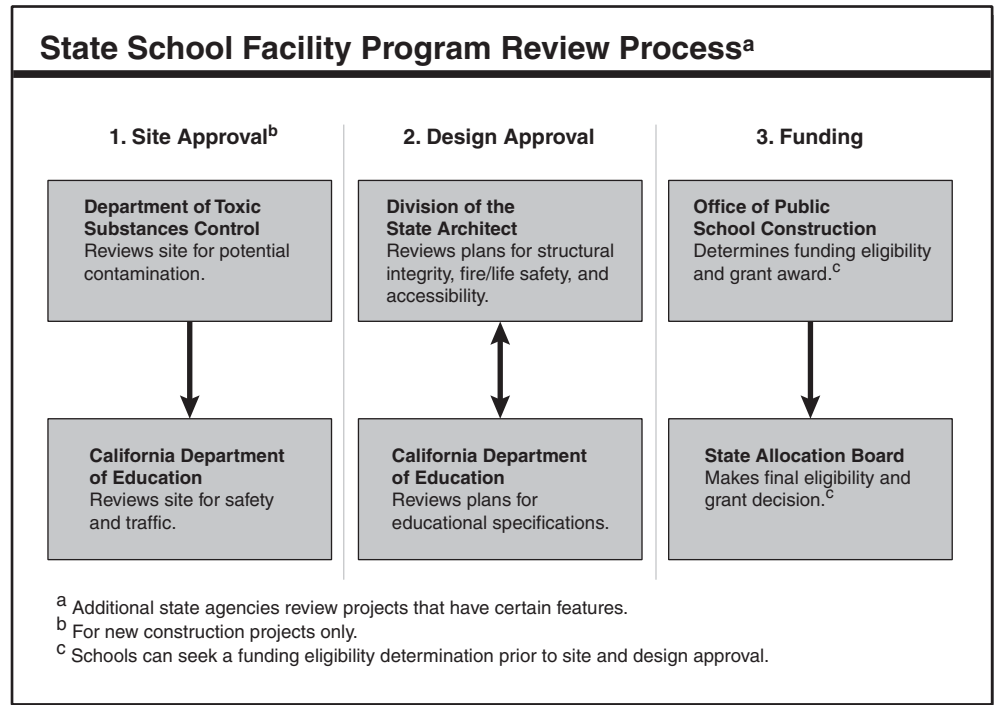 State School Facility Program Review Processa
1. Site Approvalb
Department of Toxic
Substances Control
Reviews site for potential
contamination.
California Department
of Education
Reviews site for safety
and traffic.
2. Design Approval
Division of the
State Architect
Reviews plans for structural
integrity, fire/life safety, and
accessibility.
California Department
of Education
Reviews plans for
educational specifications.
3. Funding
Office of Public
School Construction
Determines funding eligibility
and grant award.c
State Allocation Board
Makes final eligibility and
grant decision.c
a Additional state agencies review projects that have certain features.
b For new construction projects only.
c Schools can seek a funding eligibility determination prior to site and design approval.